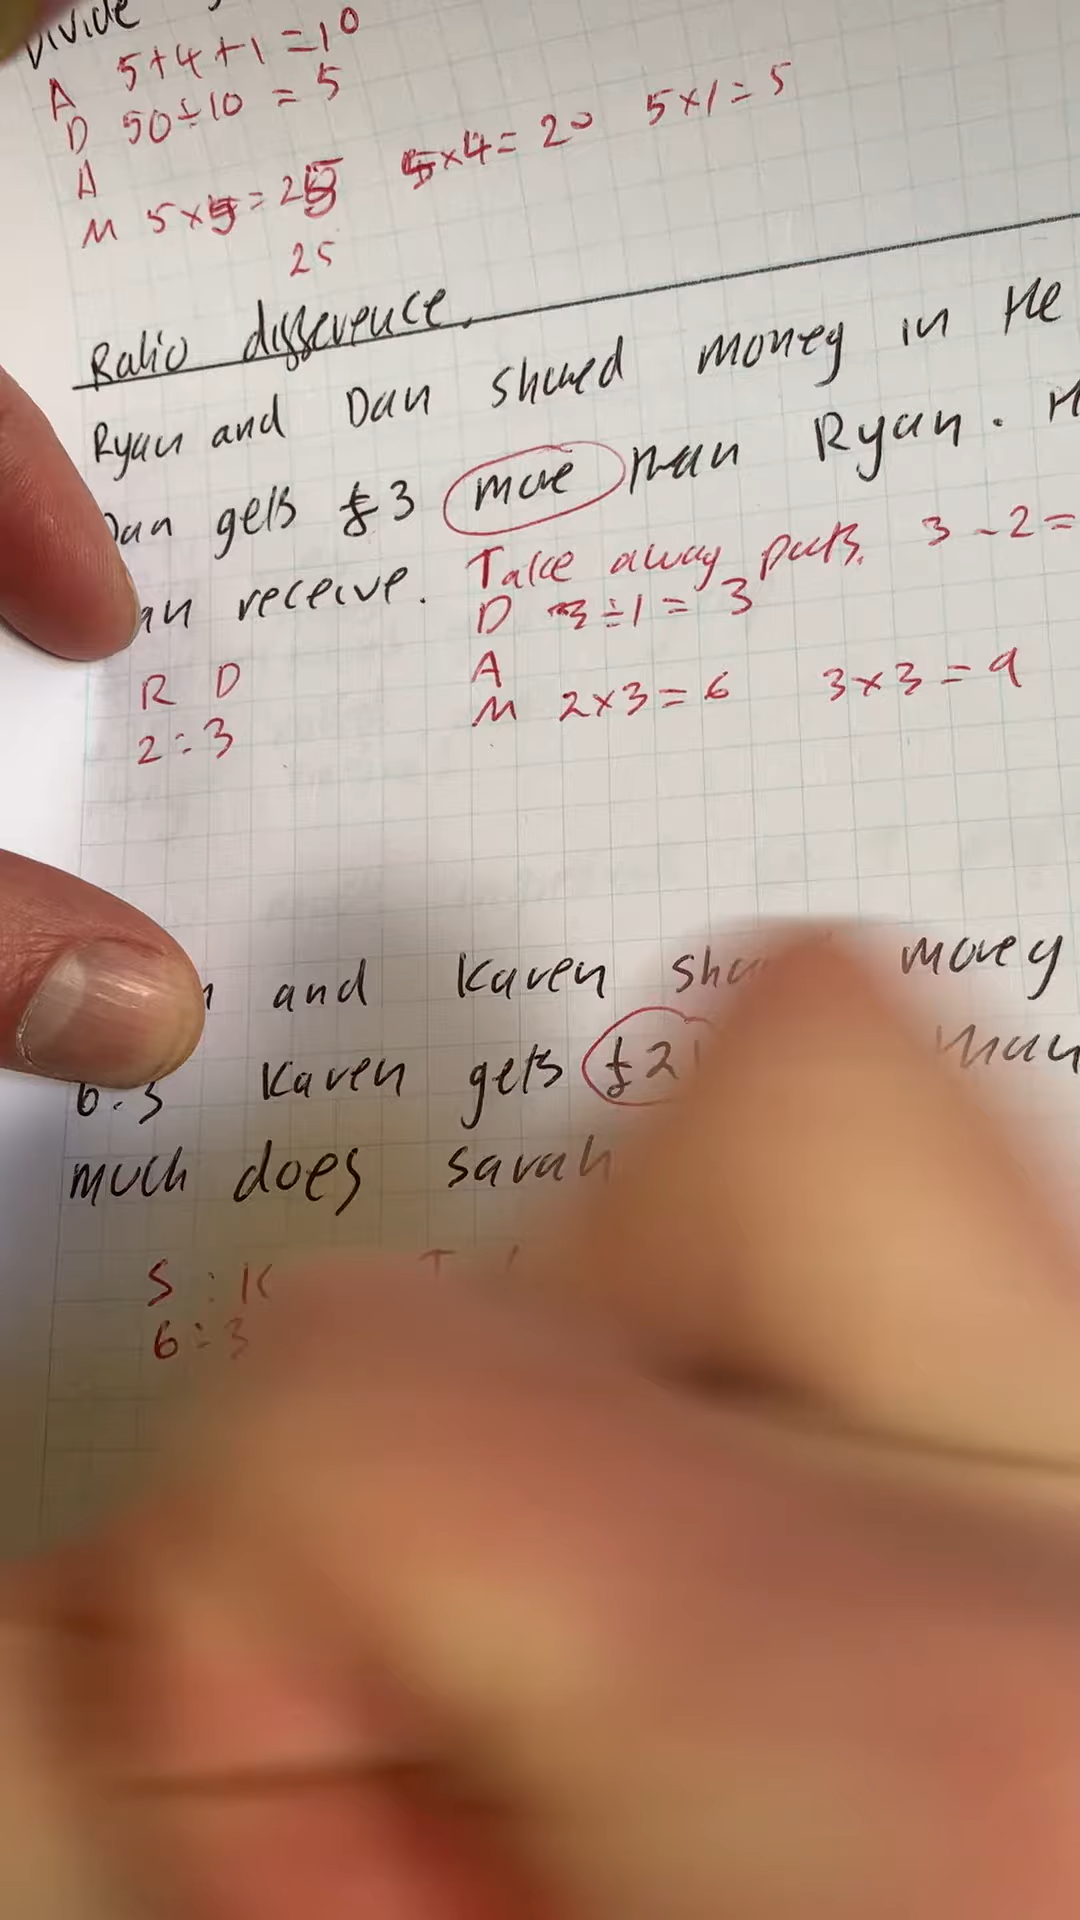 Divide
A 5+4+1 = 10
D 50÷10 = 5
A
M 5×5=25 5×4=20 5×1=5
25
Ratio difference.
Ryan and Dan shared money in the
Dan gets £3 more than Ryan. H
an receive. Take away parts. 3-2=
D 3÷1=3
R D A
2:3 M 2×3=6 3×3=9
and Karen sha money
6:3 Karen gets £2 than
much does sarah
S : K
6:3